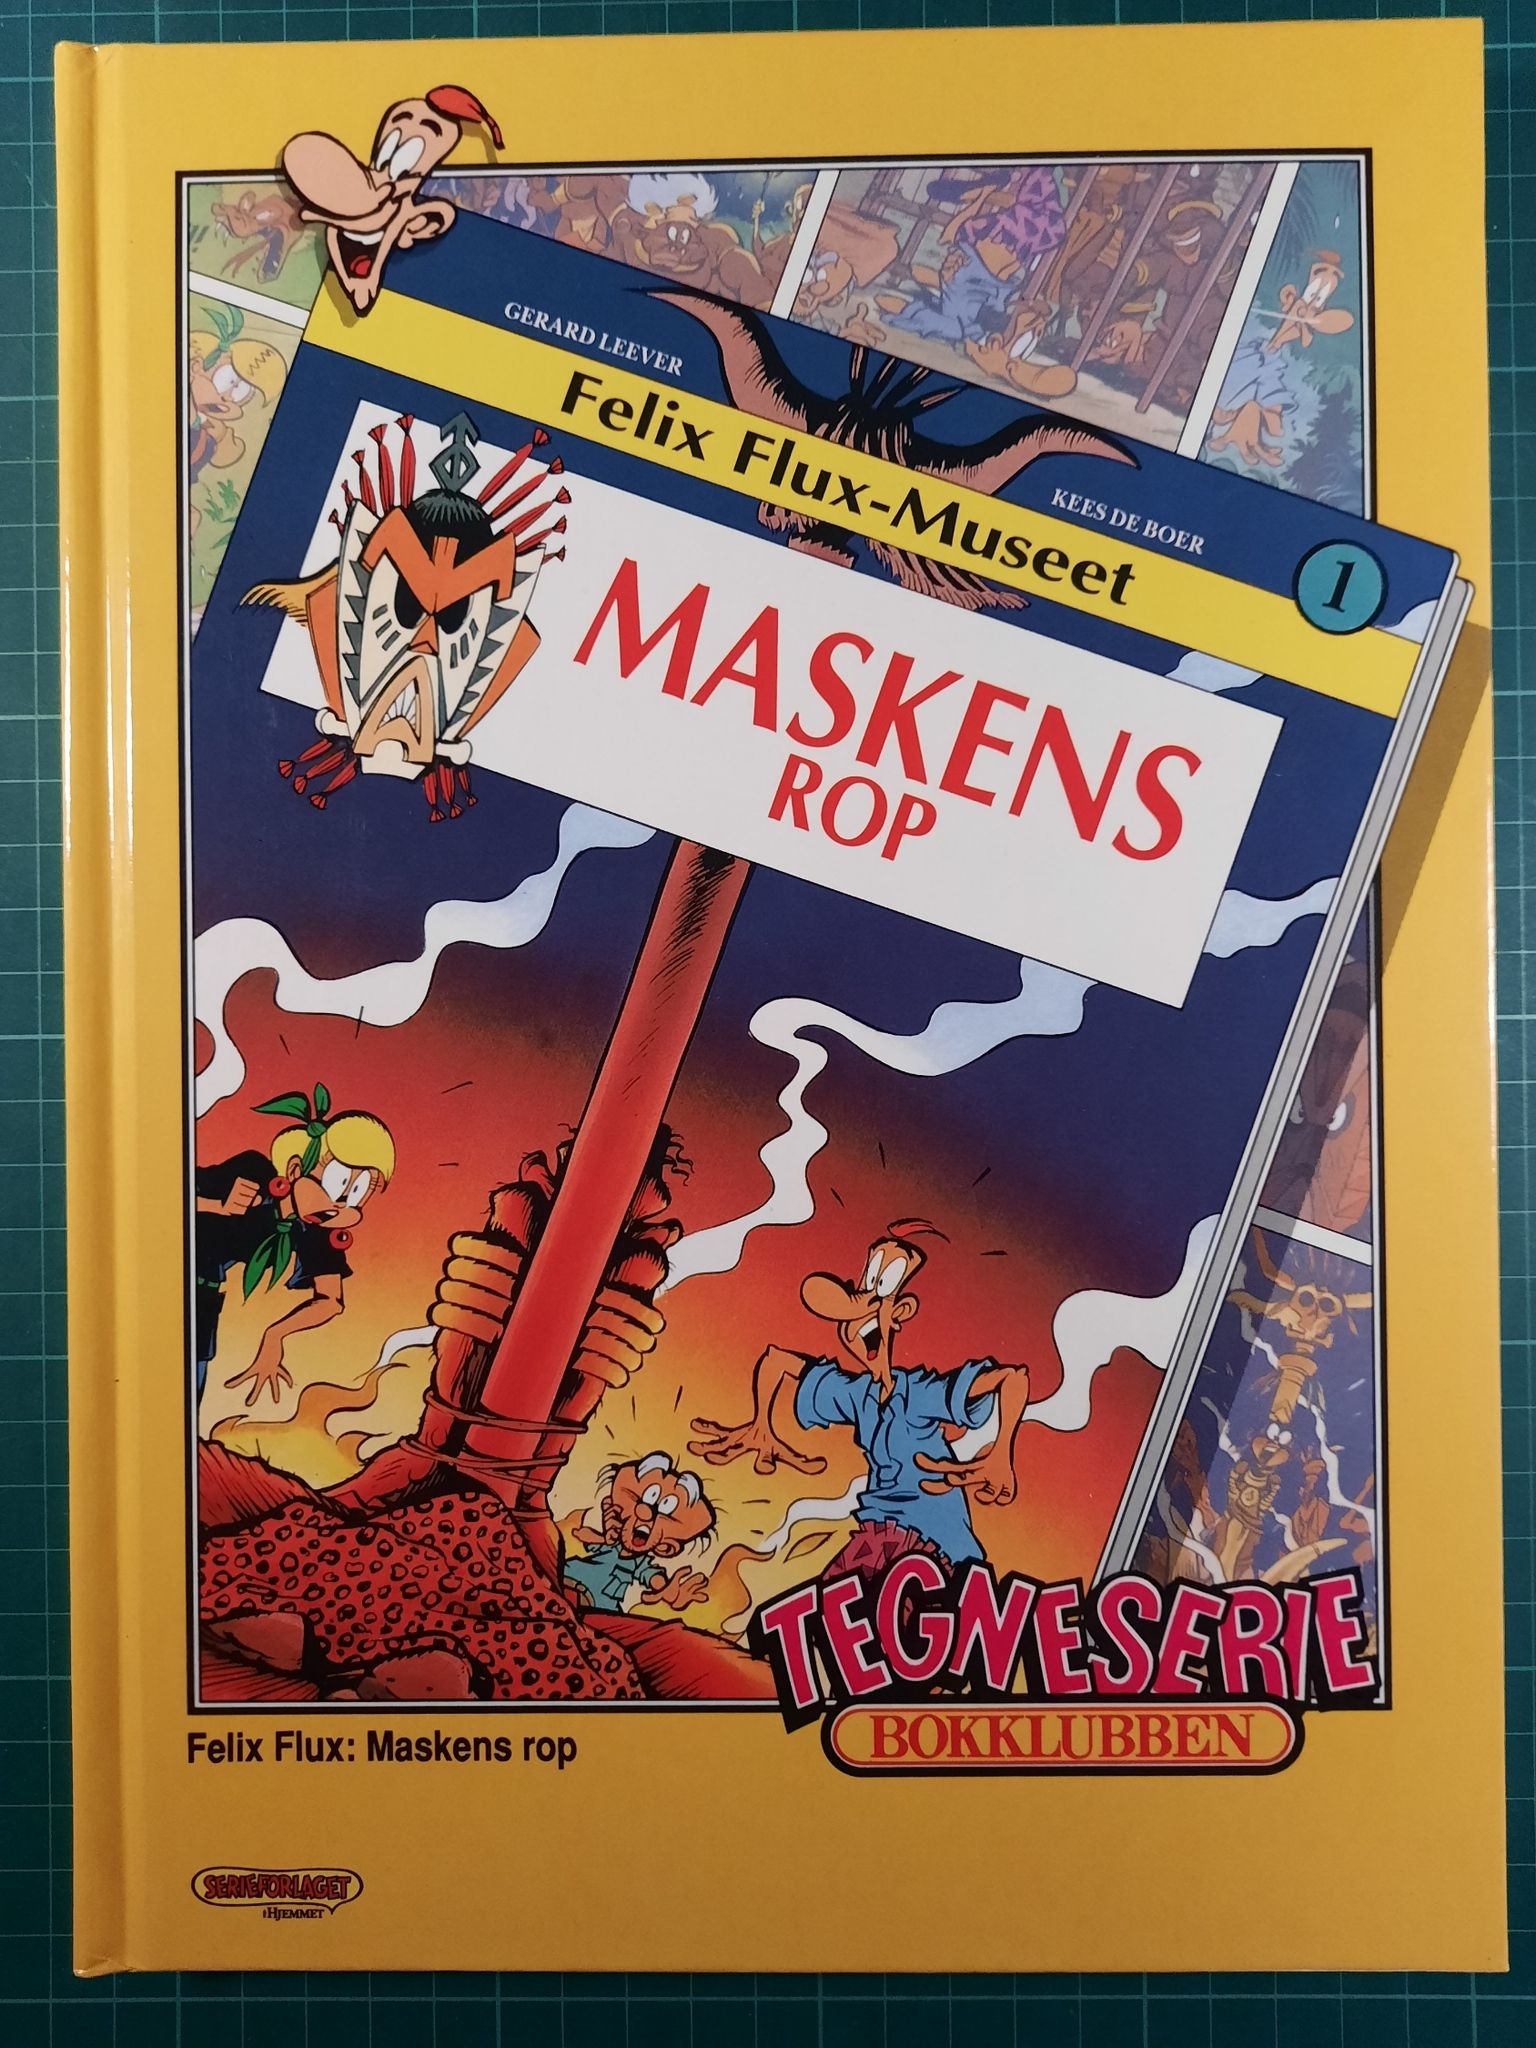 GERARD LEEVER
KEES DE BOER
Felix Flux-Museet
1
MASKENS
ROP
TEGNESERIE
BOKKLUBBEN
Felix Flux: Maskens rop
SERIEFORLAGET
HJEMMET